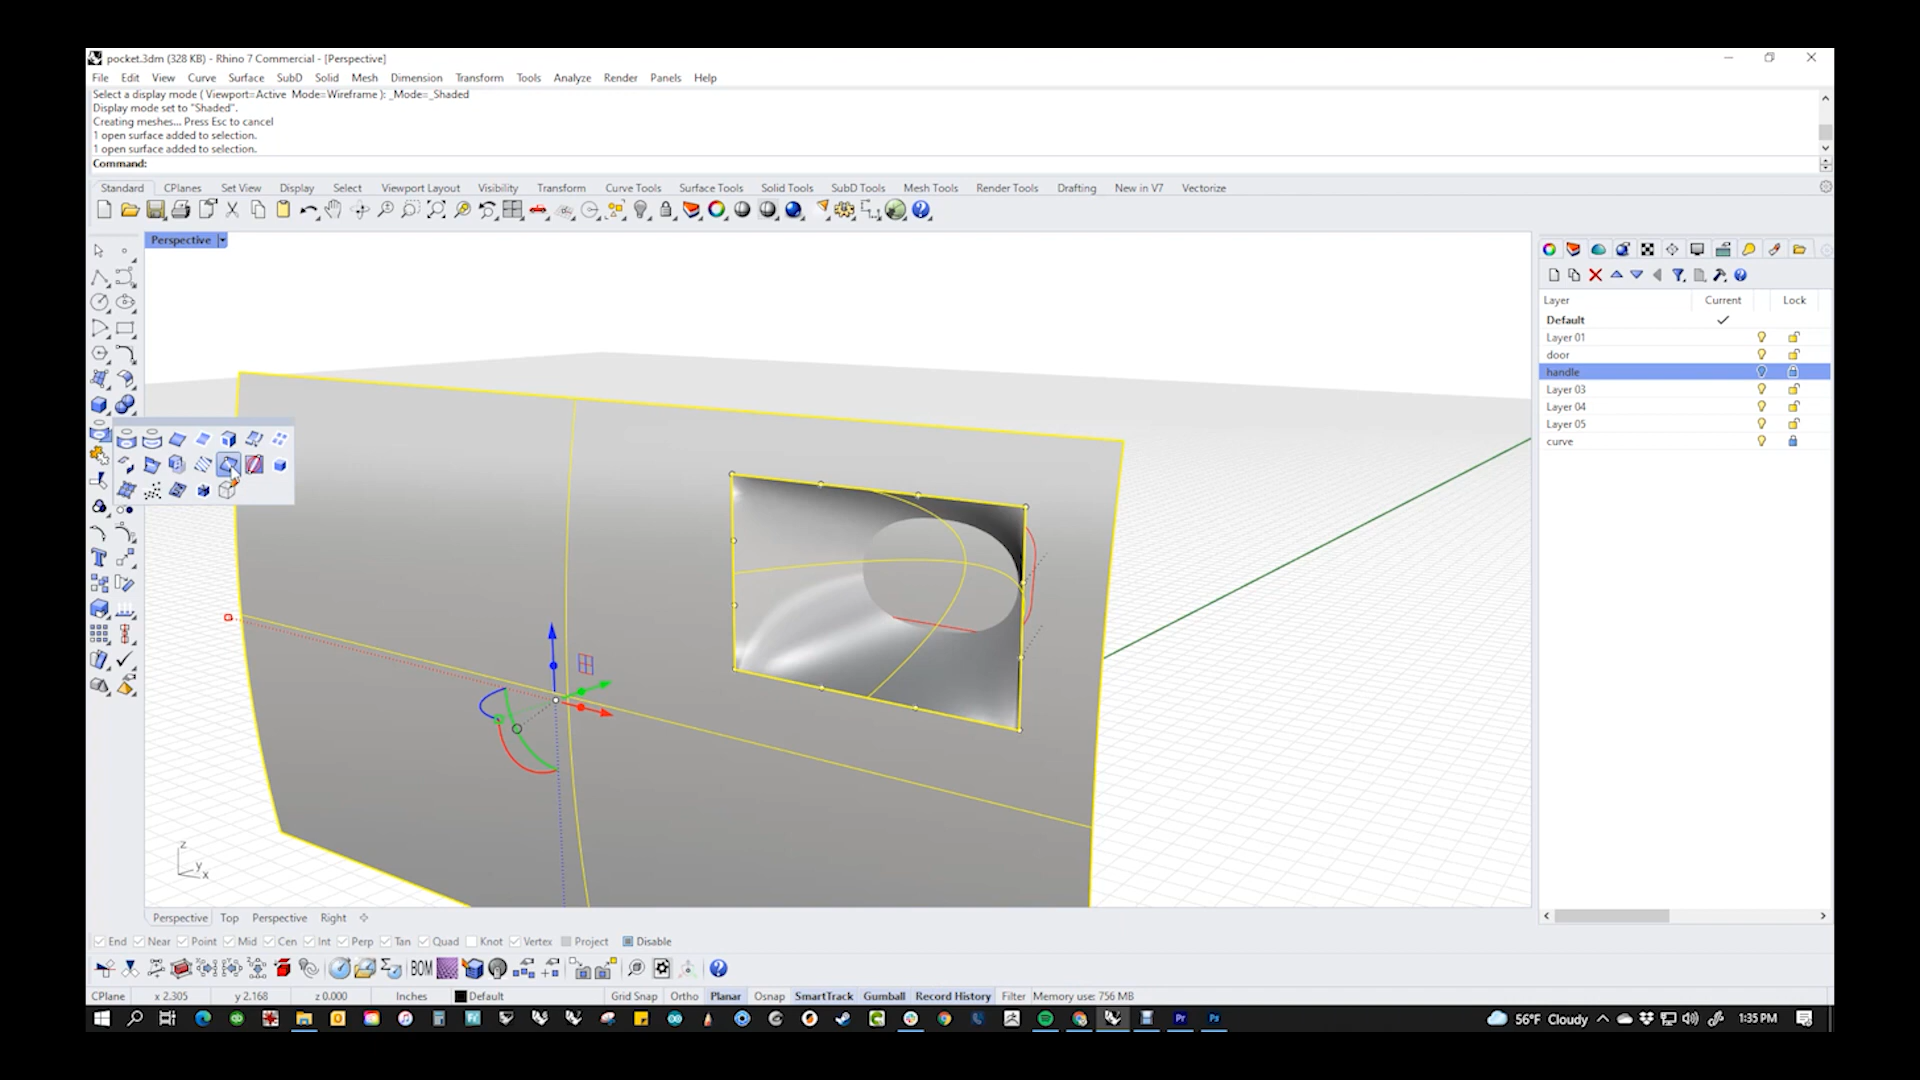 pocket.3dm (328 KB) - Rhino 7 Commercial - [Perspective]
File Edit View Curve Surface SubD Solid Mesh Dimension Transform Tools Analyze Render Panels Help
Select a display mode ( Viewport=Active Mode=Wireframe ): _Mode=_Shaded
Display mode set to "Shaded".
Creating meshes... Press Esc to cancel
1 open surface added to selection.
1 open surface added to selection.
Command:
Standard CPlanes Set View Display Select Viewport Layout Visibility Transform Curve Tools Surface Tools Solid Tools SubD Tools Mesh Tools Render Tools Drafting New in V7 Vectorize
Perspective
Layer Current Lock
Default
Layer 01
door
handle
Layer 03
Layer 04
Layer 05
curve
z
y
x
Perspective Top Perspective Right
End Near Point Mid Cen Int Perp Tan Quad Knot Vertex Project Disable
BOM
CPlane x 2.305 y 2.168 z 0.000 Inches Default Grid Snap Ortho Planar Osnap SmartTrack Gumball Record History Filter Memory use: 756 MB
Pr Ps 56°F Cloudy 1:35 PM